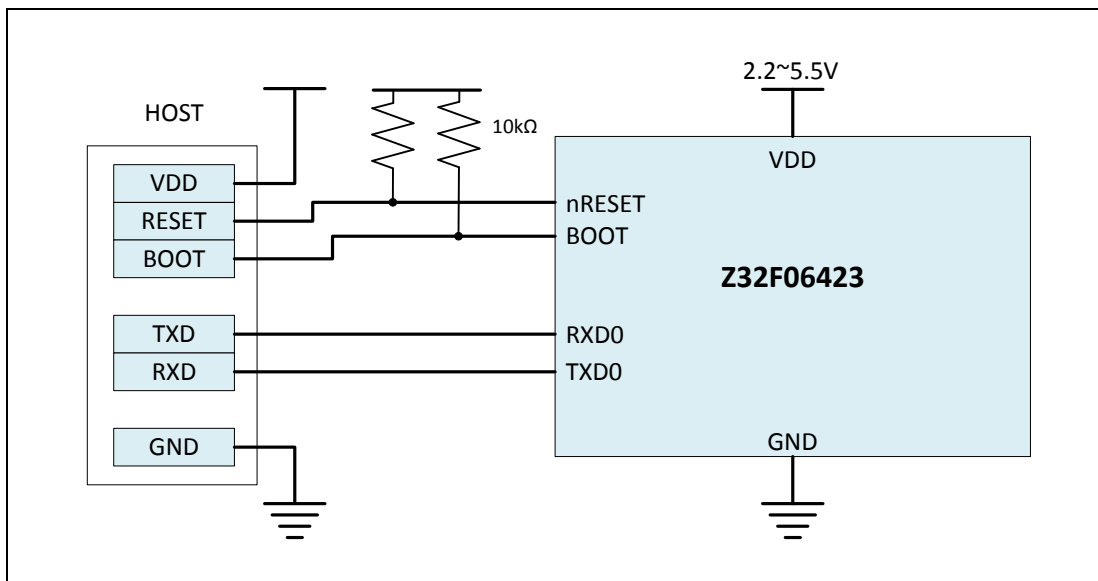 2.2~5.5V
HOST
10kΩ
VDD
VDD
RESET
nRESET
BOOT
BOOT
Z32F06423
TXD
RXD0
RXD
TXD0
GND
GND